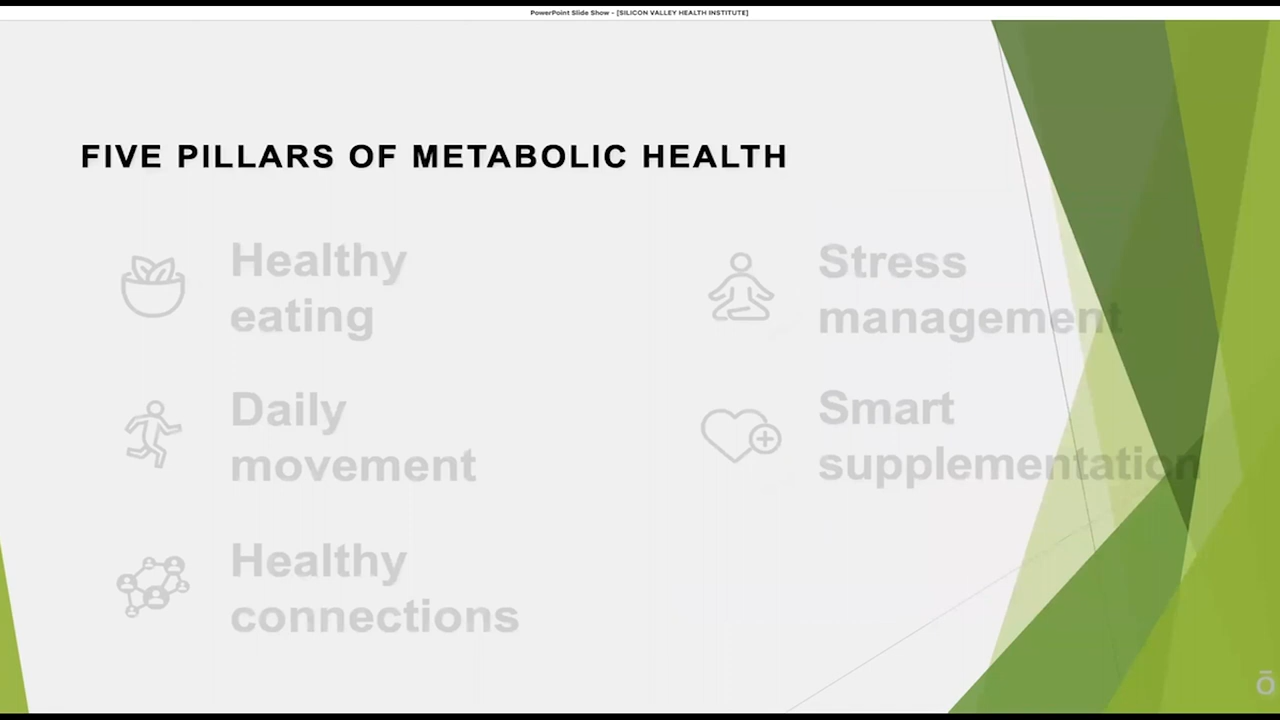 PowerPoint Slide Show - [SILICON VALLEY HEALTH INSTITUTE]
FIVE PILLARS OF METABOLIC HEALTH
Healthy
eating
Daily
movement
Healthy
connections
Stress
management
Smart
supplementation
Ō